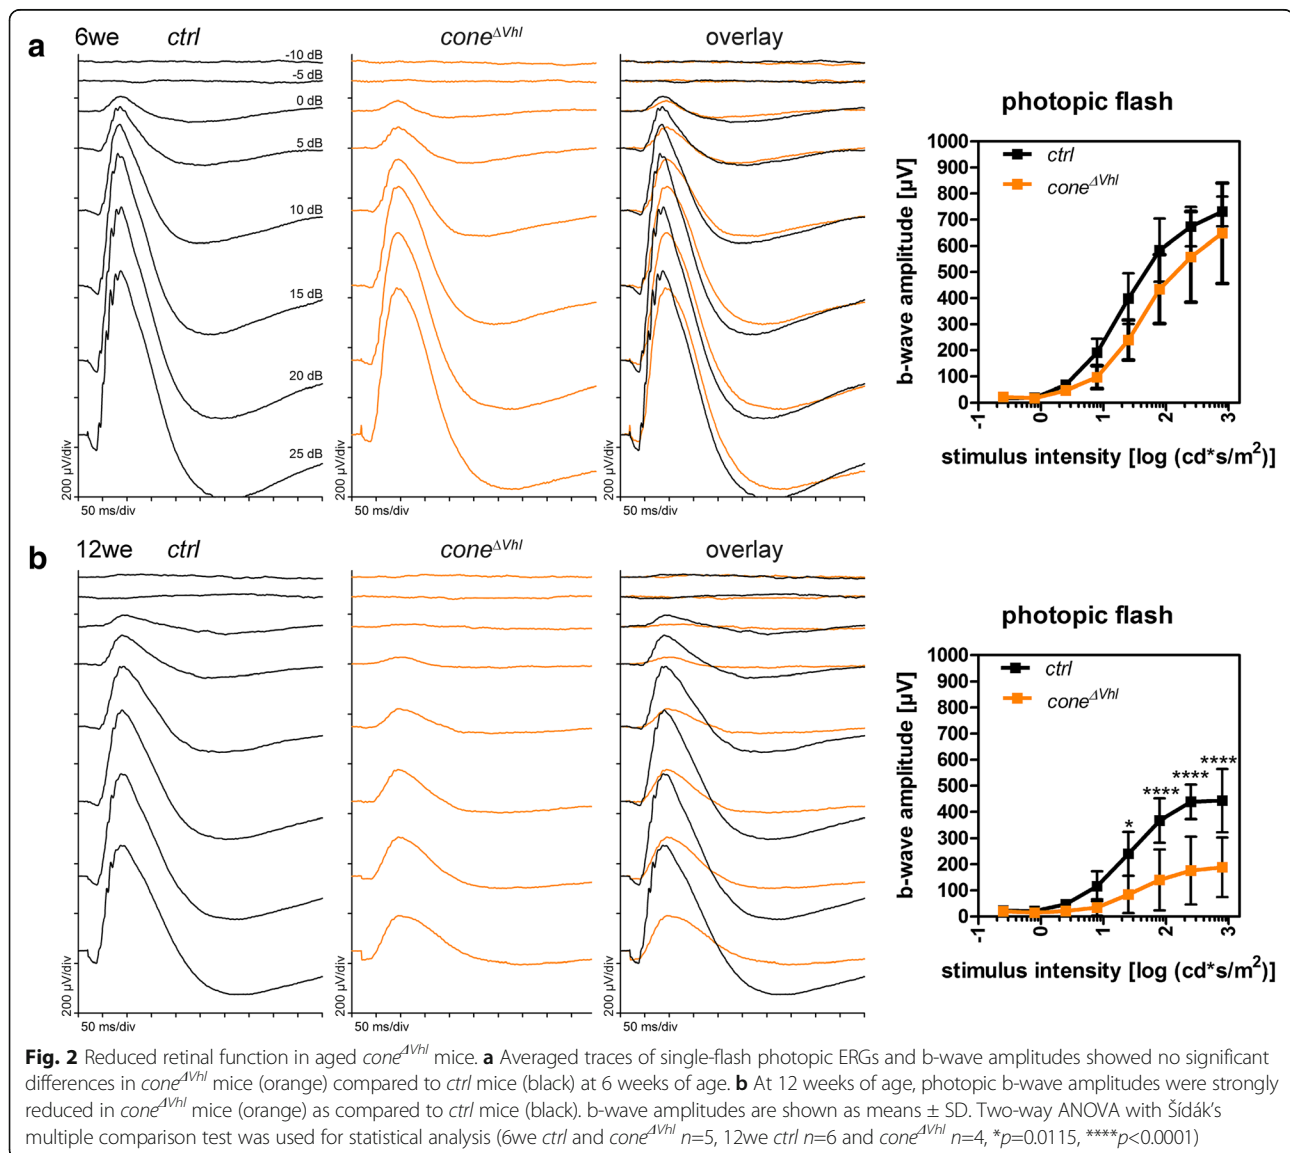 a
6we ctrl coneΔVhl overlay
-10 dB
-5 dB
0 dB
5 dB
10 dB
15 dB
20 dB
25 dB
200 µV/div
50 ms/div
200 µV/div
50 ms/div
200 µV/div
50 ms/div
photopic flash
ctrl
coneΔVhl
b-wave amplitude [µV]
1000
900
800
700
600
500
400
300
200
100
0
-1 0 1 2 3
stimulus intensity [log (cd*s/m²)]
b
12we ctrl coneΔVhl overlay
200 µV/div
50 ms/div
200 µV/div
50 ms/div
200 µV/div
50 ms/div
photopic flash
ctrl
coneΔVhl
b-wave amplitude [µV]
1000
900
800
700
600
500
400
300
200
100
0
* **** **** ****
-1 0 1 2 3
stimulus intensity [log (cd*s/m²)]
Fig. 2 Reduced retinal function in aged coneΔVhl mice. a Averaged traces of single-flash photopic ERGs and b-wave amplitudes showed no significant
differences in coneΔVhl mice (orange) compared to ctrl mice (black) at 6 weeks of age. b At 12 weeks of age, photopic b-wave amplitudes were strongly
reduced in coneΔVhl mice (orange) as compared to ctrl mice (black). b-wave amplitudes are shown as means ± SD. Two-way ANOVA with Šídák's
multiple comparison test was used for statistical analysis (6we ctrl and coneΔVhl n=5, 12we ctrl n=6 and coneΔVhl n=4, *p=0.0115, ****p<0.0001)